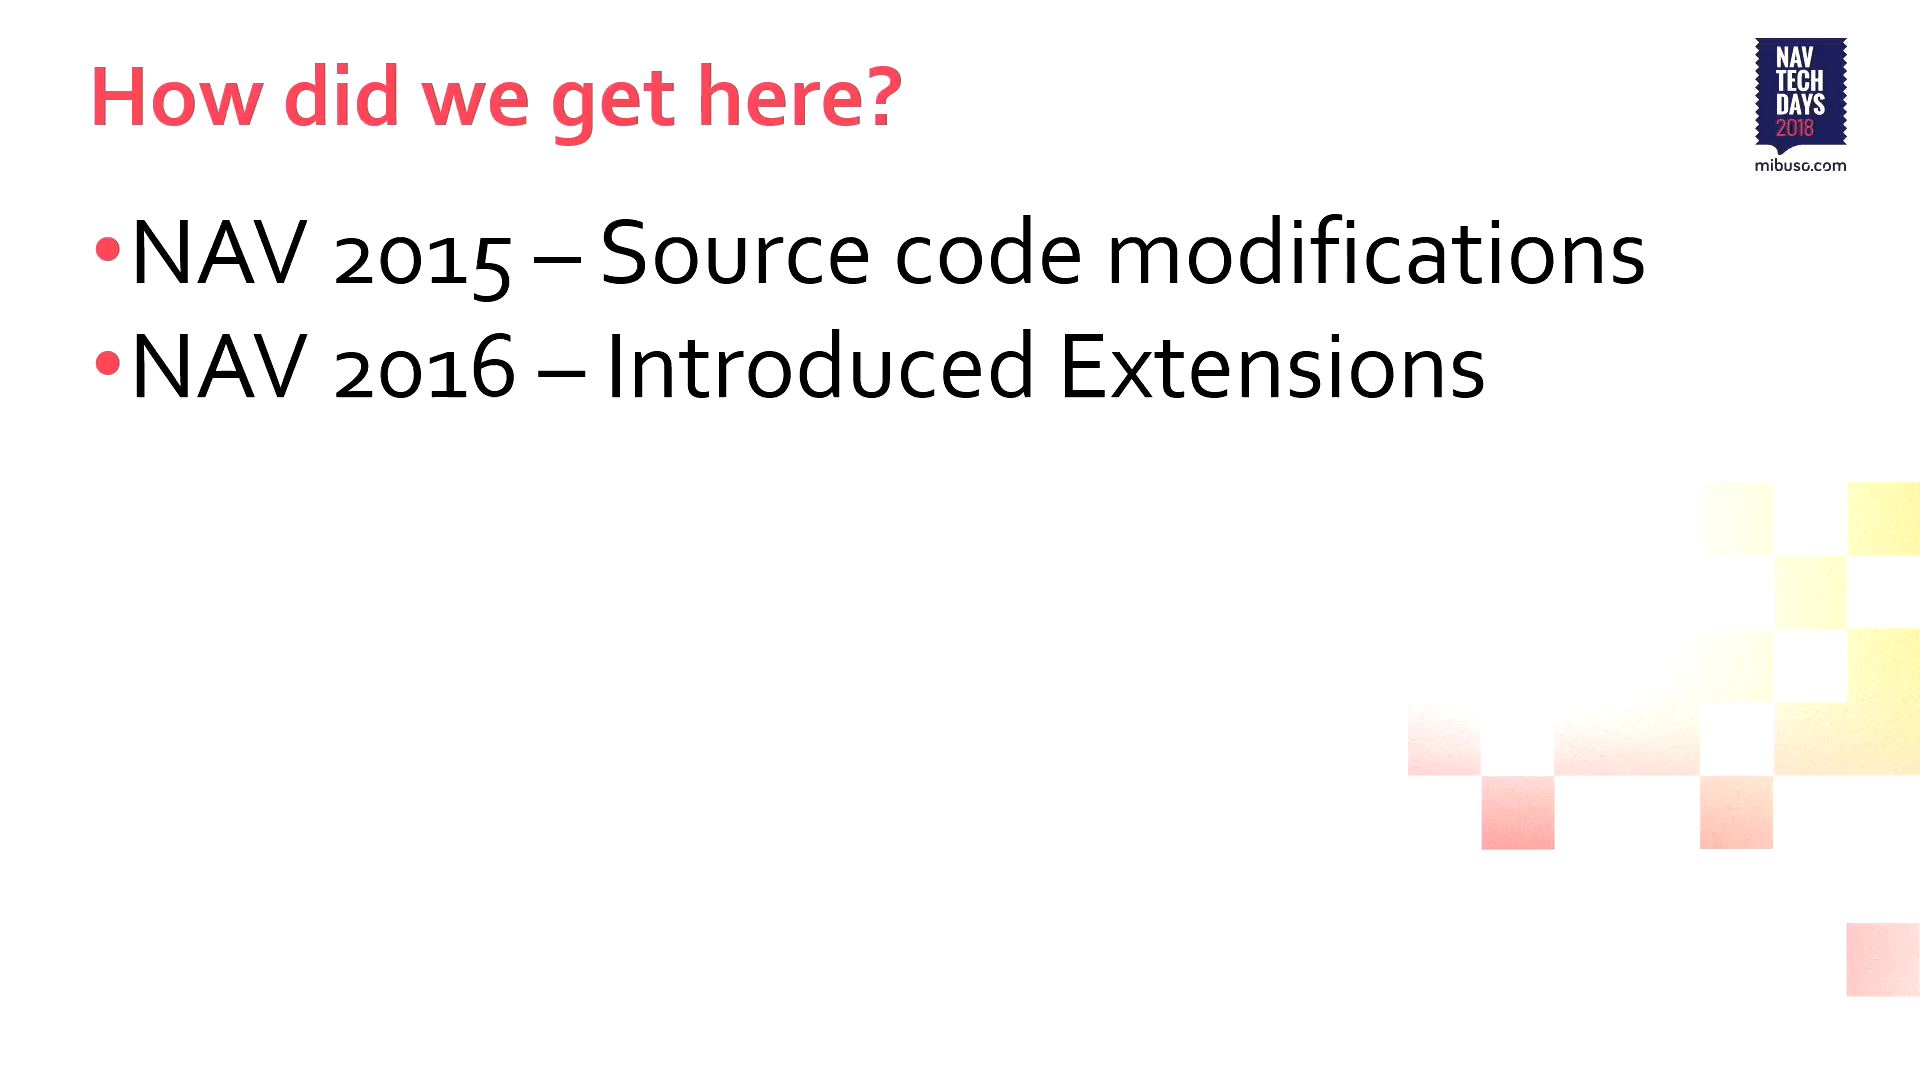 How did we get here?
NAV
TECH
DAYS
2018
mibuso.com
•NAV 2015 – Source code modifications
•NAV 2016 – Introduced Extensions